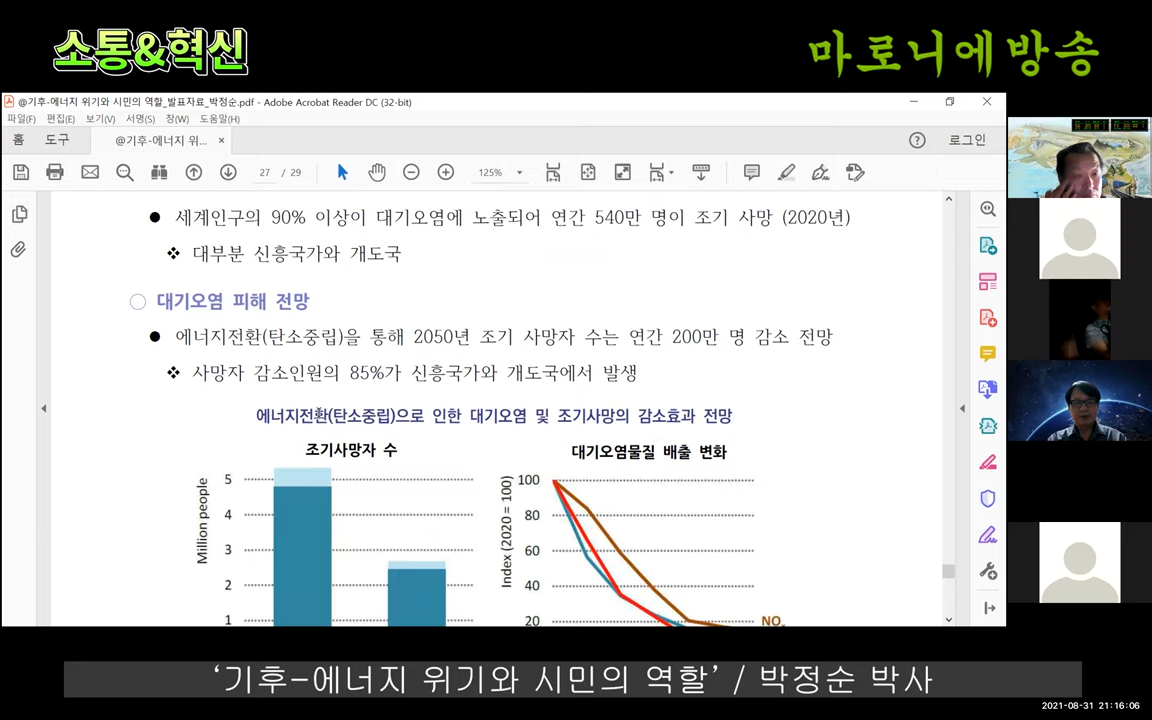 소통&혁신
마로니에방송
@기후-에너지 위기와 시민의 역할_발표자료_박정순.pdf - Adobe Acrobat Reader DC (32-bit)
파일(F) 편집(E) 보기(V) 서명(S) 창(W) 도움말(H)
홈 도구 @기후-에너지 위... × 로그인
27 / 29 125%
● 세계인구의 90% 이상이 대기오염에 노출되어 연간 540만 명이 조기 사망 (2020년)
❖ 대부분 신흥국가와 개도국
○ 대기오염 피해 전망
● 에너지전환(탄소중립)을 통해 2050년 조기 사망자 수는 연간 200만 명 감소 전망
❖ 사망자 감소인원의 85%가 신흥국가와 개도국에서 발생
에너지전환(탄소중립)으로 인한 대기오염 및 조기사망의 감소효과 전망
조기사망자 수
Million people
5
4
3
2
1
대기오염물질 배출 변화
Index (2020 = 100)
100
80
60
40
20
NOx
‘기후-에너지 위기와 시민의 역할’ / 박정순 박사
2021-08-31 21:16:06